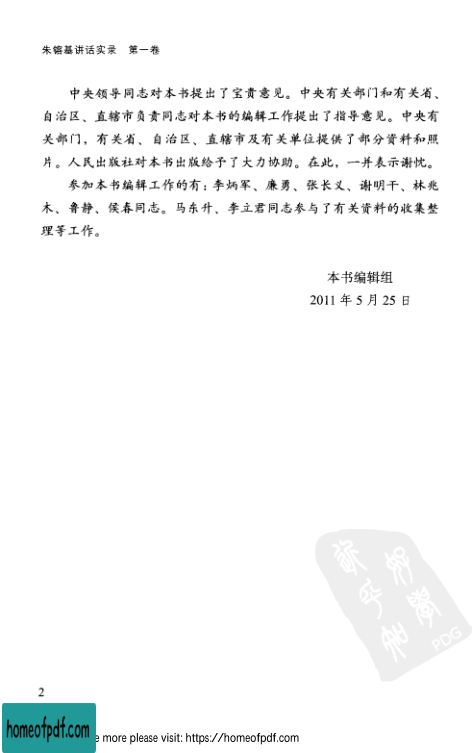 朱镕基讲话实录 第一卷
中央领导同志对本书提出了宝贵意见。中央有关部门和有关省、
自治区、直辖市负责同志对本书的编辑工作提出了指导意见。中央有
关部门，有关省、自治区、直辖市及有关单位提供了部分资料和照
片。人民出版社对本书出版给予了大力协助。在此，一并表示谢忱。
参加本书编辑工作的有：李炳军、廉勇、张长义、谢明干、林兆
木、鲁静、侯春同志。马东升、李立君同志参与了有关资料的收集整
理等工作。
本书编辑组
2011 年 5 月 25 日
PDG
2
homeofpdf.com
e more please visit: https://homeofpdf.com